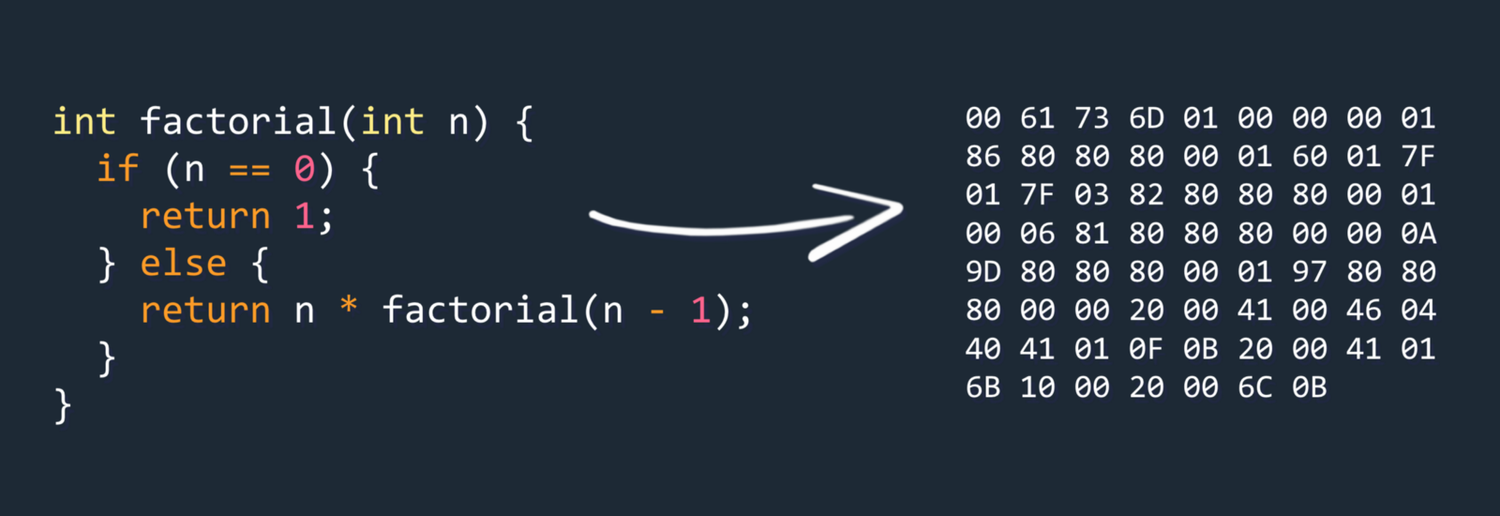 int factorial(int n) {
  if (n == 0) {
    return 1;
  } else {
    return n * factorial(n - 1);
  }
}
00 61 73 6D 01 00 00 00 01
86 80 80 80 00 01 60 01 7F
01 7F 03 82 80 80 80 00 01
00 06 81 80 80 80 00 00 0A
9D 80 80 80 00 01 97 80 80
80 00 00 20 00 41 00 46 04
40 41 01 0F 0B 20 00 41 01
6B 10 00 20 00 6C 0B